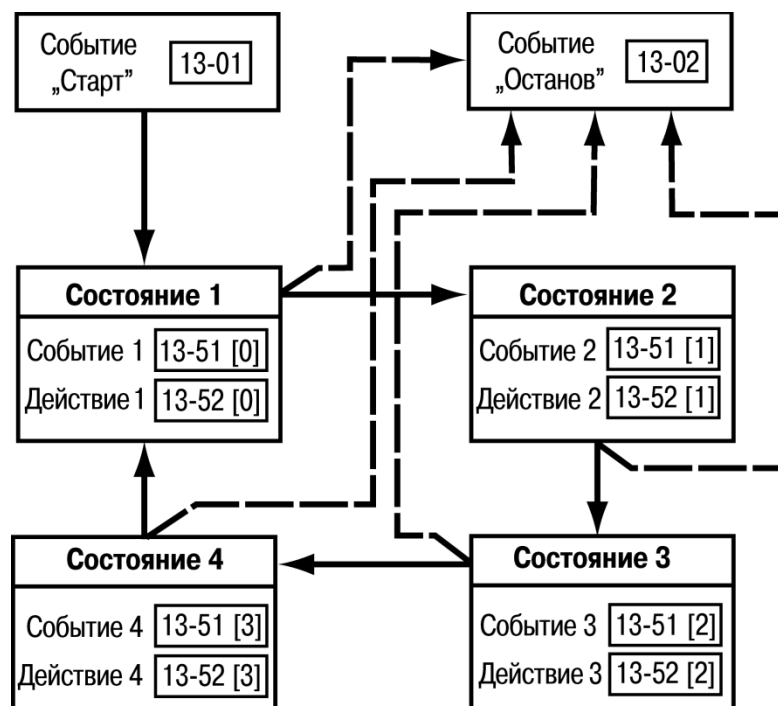 Событие
„Старт”
13-01
Событие
„Останов”
13-02
Состояние 1
Событие 1 13-51 [0]
Действие 1 13-52 [0]
Состояние 2
Событие 2 13-51 [1]
Действие 2 13-52 [1]
Состояние 4
Событие 4 13-51 [3]
Действие 4 13-52 [3]
Состояние 3
Событие 3 13-51 [2]
Действие 3 13-52 [2]